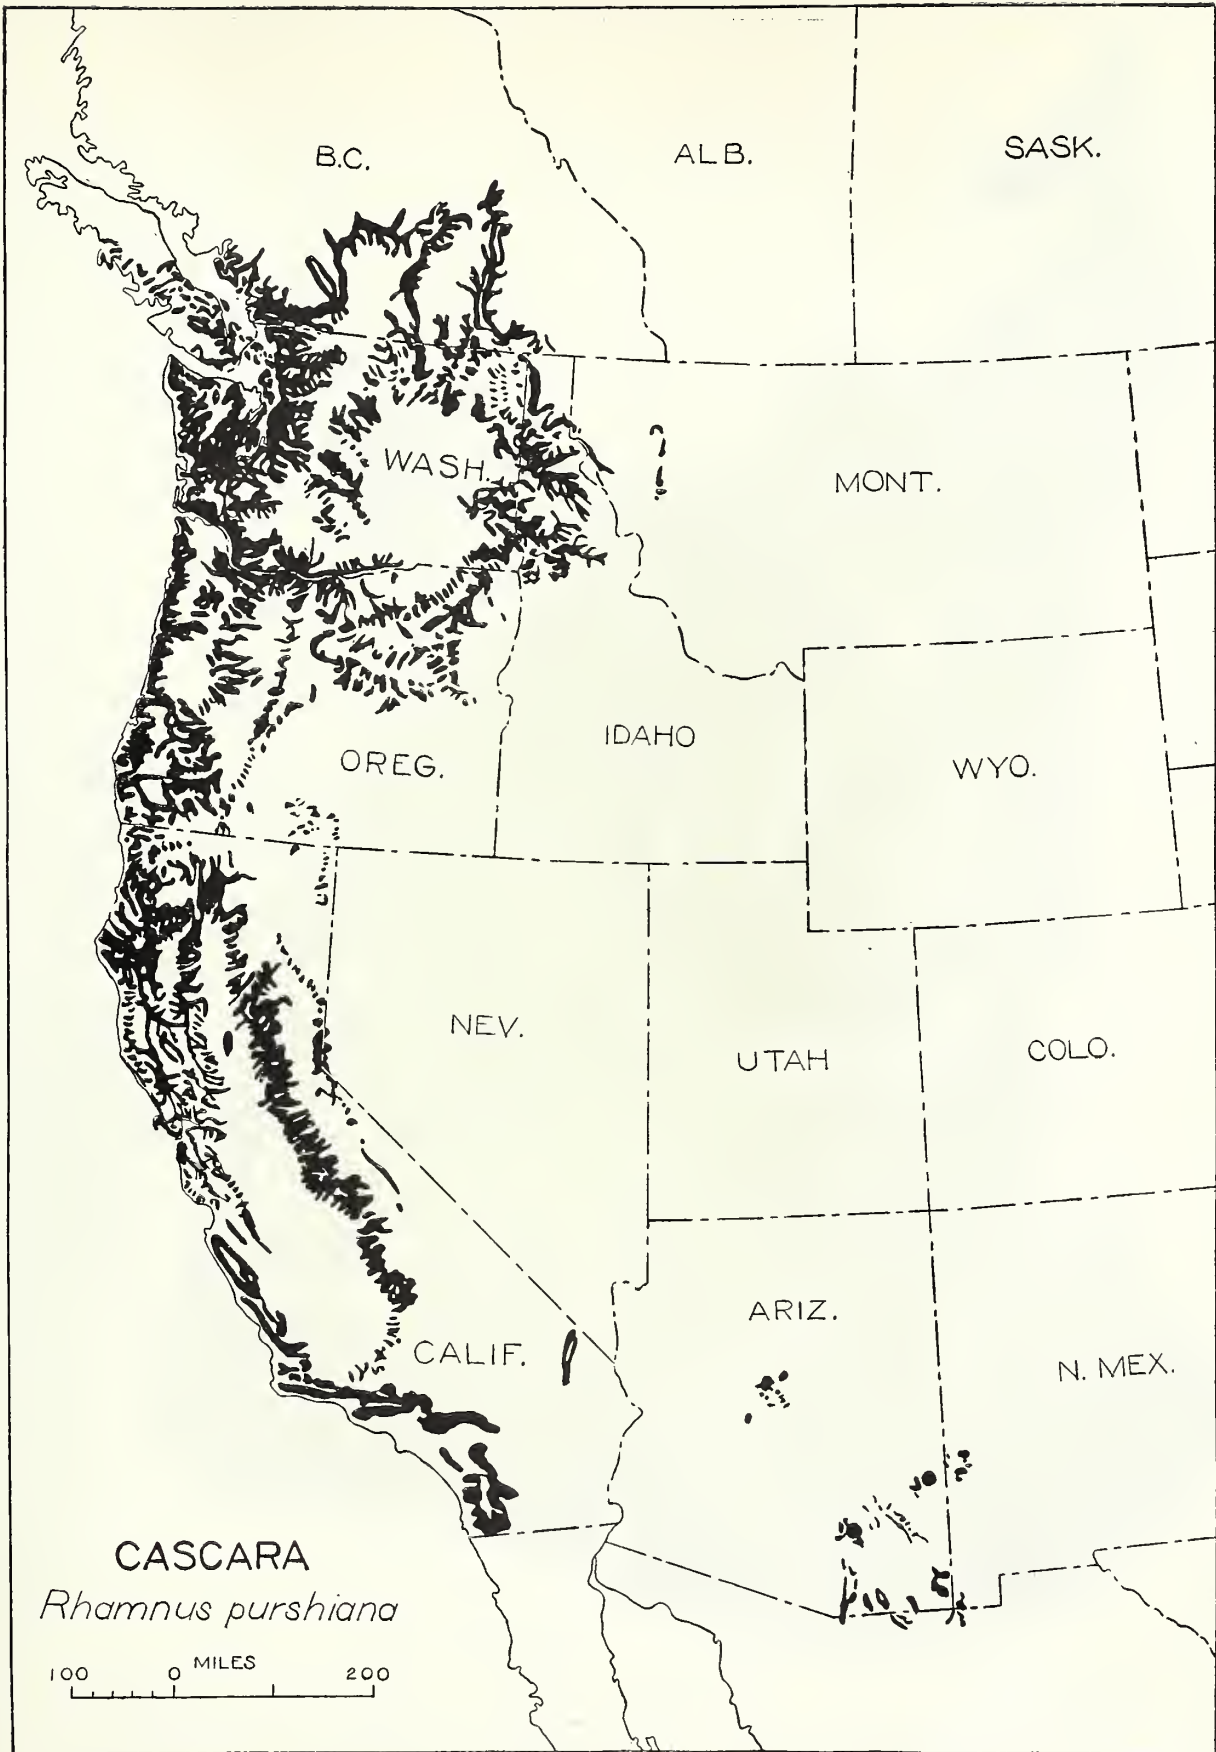 B.C.
ALB.
SASK.
WASH.
MONT.
OREG.
IDAHO
WYO.
NEV.
UTAH
COLO.
CALIF.
ARIZ.
N. MEX.
CASCARA
Rhamnus purshiana
100 0 MILES 200